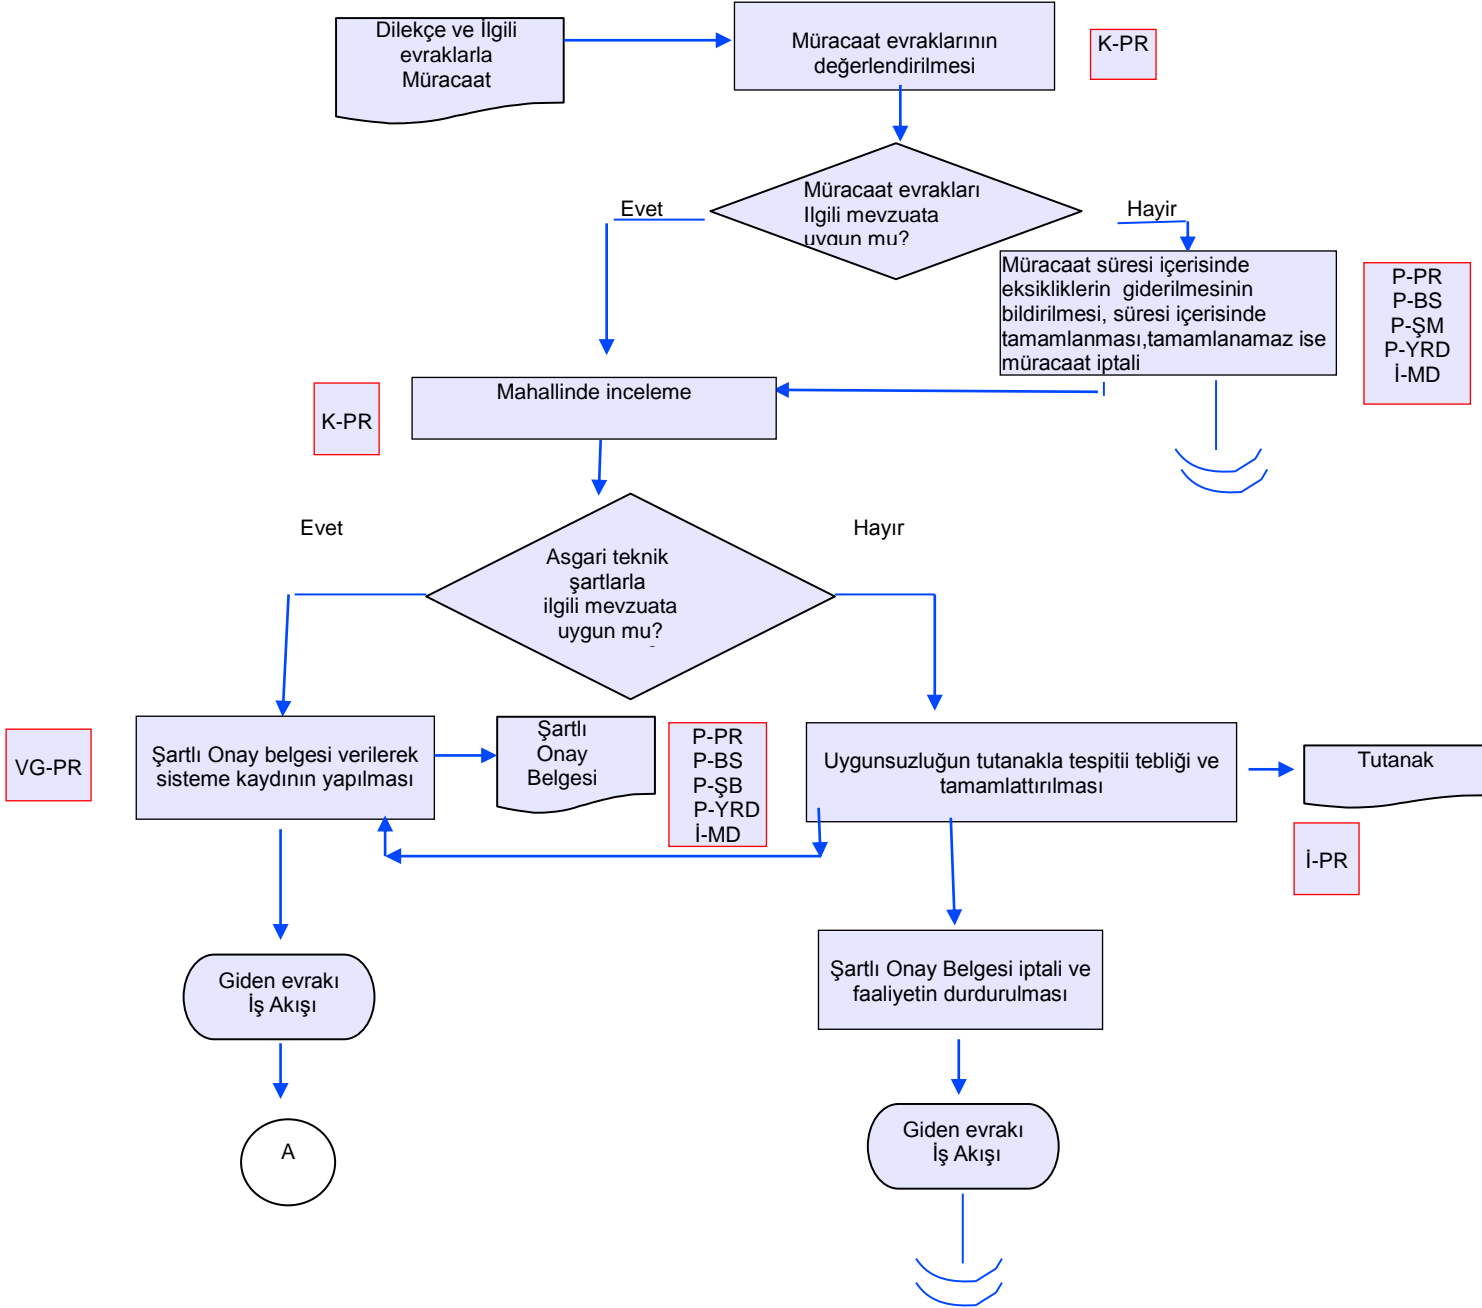 Dilekçe ve İlgili
evraklarla
Müracaat
Müracaat evraklarının
değerlendirilmesi
K-PR
Müracaat evrakları
Ilgili mevzuata
uygun mu?
Evet
Hayir
Müracaat süresi içerisinde
eksikliklerin giderilmesinin
bildirilmesi, süresi içerisinde
tamamlanması,tamamlanamaz ise
müracaat iptali
P-PR
P-BS
P-ŞM
P-YRD
İ-MD
Mahallinde inceleme
K-PR
Evet
Hayır
Asgari teknik
şartlarla
ilgili mevzuata
uygun mu?
VG-PR
Şartlı Onay belgesi verilerek
sisteme kaydının yapılması
Şartlı
Onay
Belgesi
P-PR
P-BS
P-ŞB
P-YRD
İ-MD
Uygunsuzluğun tutanakla tespitii tebliği ve
tamamlattırılması
Tutanak
İ-PR
Giden evrakı
İş Akışı
Şartlı Onay Belgesi iptali ve
faaliyetin durdurulması
A
Giden evrakı
İş Akışı